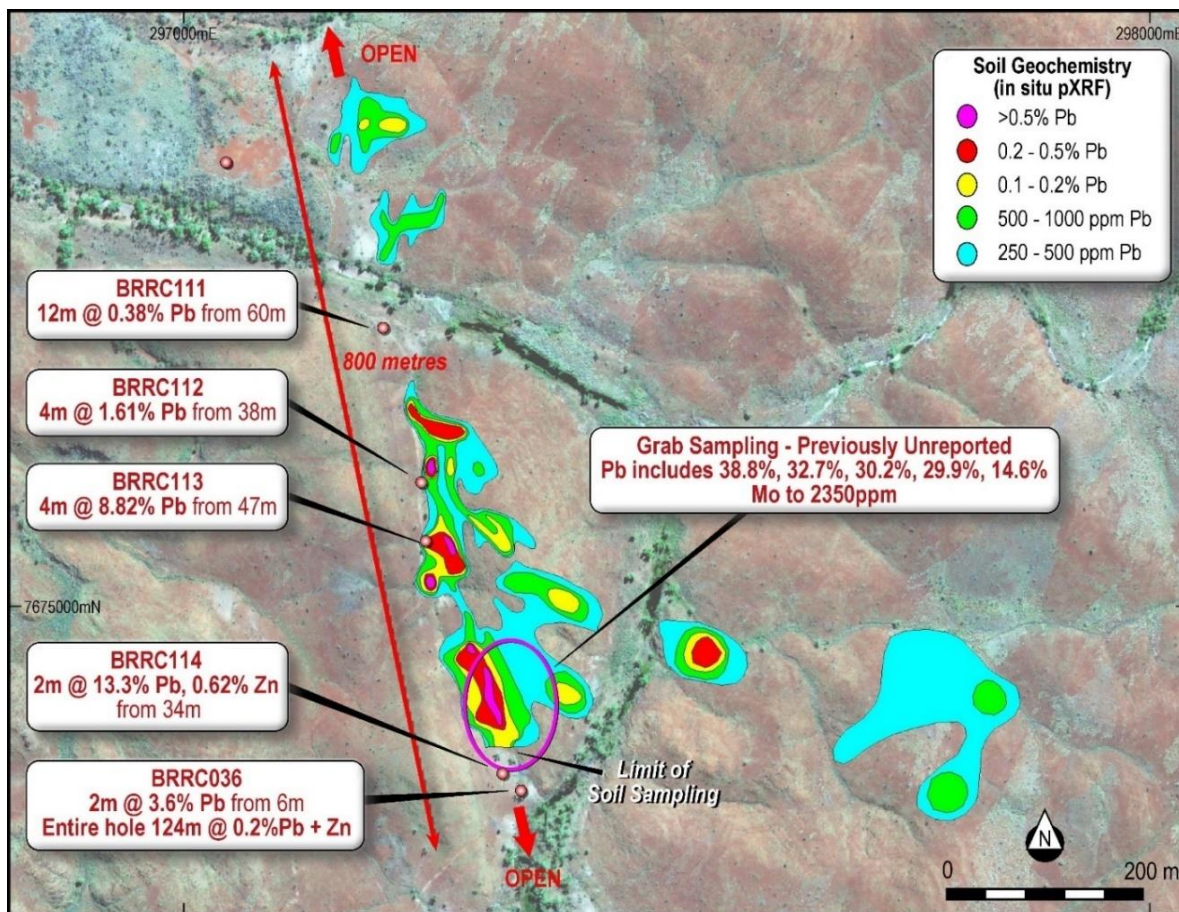 297000mE
298000mE
OPEN
Soil Geochemistry
(in situ pXRF)
>0.5% Pb
0.2 - 0.5% Pb
0.1 - 0.2% Pb
500 - 1000 ppm Pb
250 - 500 ppm Pb
BRRC111
12m @ 0.38% Pb from 60m
800 metres
BRRC112
4m @ 1.61% Pb from 38m
Grab Sampling - Previously Unreported
Pb includes 38.8%, 32.7%, 30.2%, 29.9%, 14.6%
Mo to 2350ppm
BRRC113
4m @ 8.82% Pb from 47m
7675000mN
BRRC114
2m @ 13.3% Pb, 0.62% Zn
from 34m
Limit of
Soil Sampling
BRRC036
2m @ 3.6% Pb from 6m
Entire hole 124m @ 0.2%Pb + Zn
OPEN
N
0
200 m